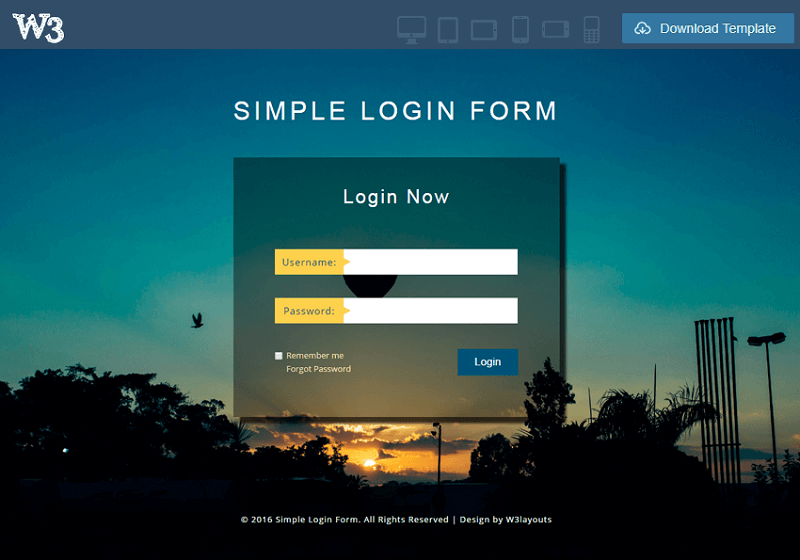 W3
Download Template
SIMPLE LOGIN FORM
Login Now
Username:
Password:
Remember me
Forgot Password
Login
© 2016 Simple Login Form. All Rights Reserved | Design by W3layouts